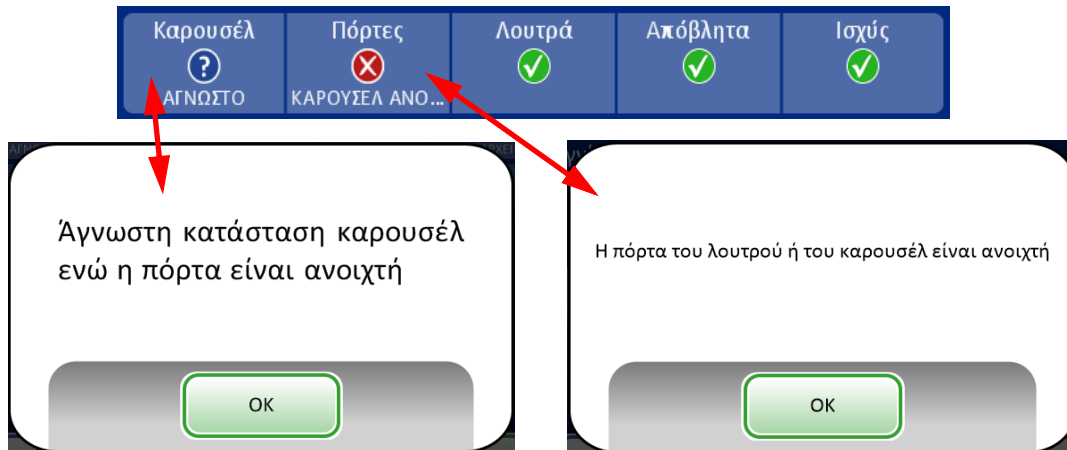 Καρουσέλ
ΑΓΝΩΣΤΟ
Πόρτες
ΚΑΡΟΥΣΕΛ ΑΝΟ...
Λουτρά
Απόβλητα
Ισχύς
Άγνωστη κατάσταση καρουσέλ
ενώ η πόρτα είναι ανοιχτή
OK
Η πόρτα του λουτρού ή του καρουσέλ είναι ανοιχτή
OK